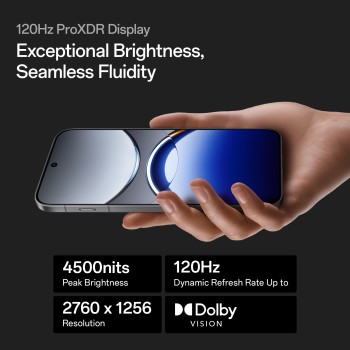 120Hz ProXDR Display
Exceptional Brightness,
Seamless Fluidity
4500nits
Peak Brightness
120Hz
Dynamic Refresh Rate Up to
2760 x 1256
Resolution
Dolby
VISION